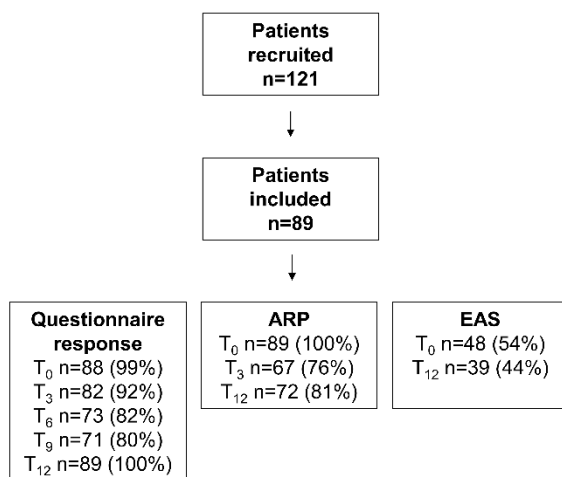 Patients
recruited
n=121
Patients
included
n=89
Questionnaire
response
T₀ n=88 (99%)
T₃ n=82 (92%)
T₆ n=73 (82%)
T₉ n=71 (80%)
T₁₂ n=89 (100%)
ARP
T₀ n=89 (100%)
T₃ n=67 (76%)
T₁₂ n=72 (81%)
EAS
T₀ n=48 (54%)
T₁₂ n=39 (44%)